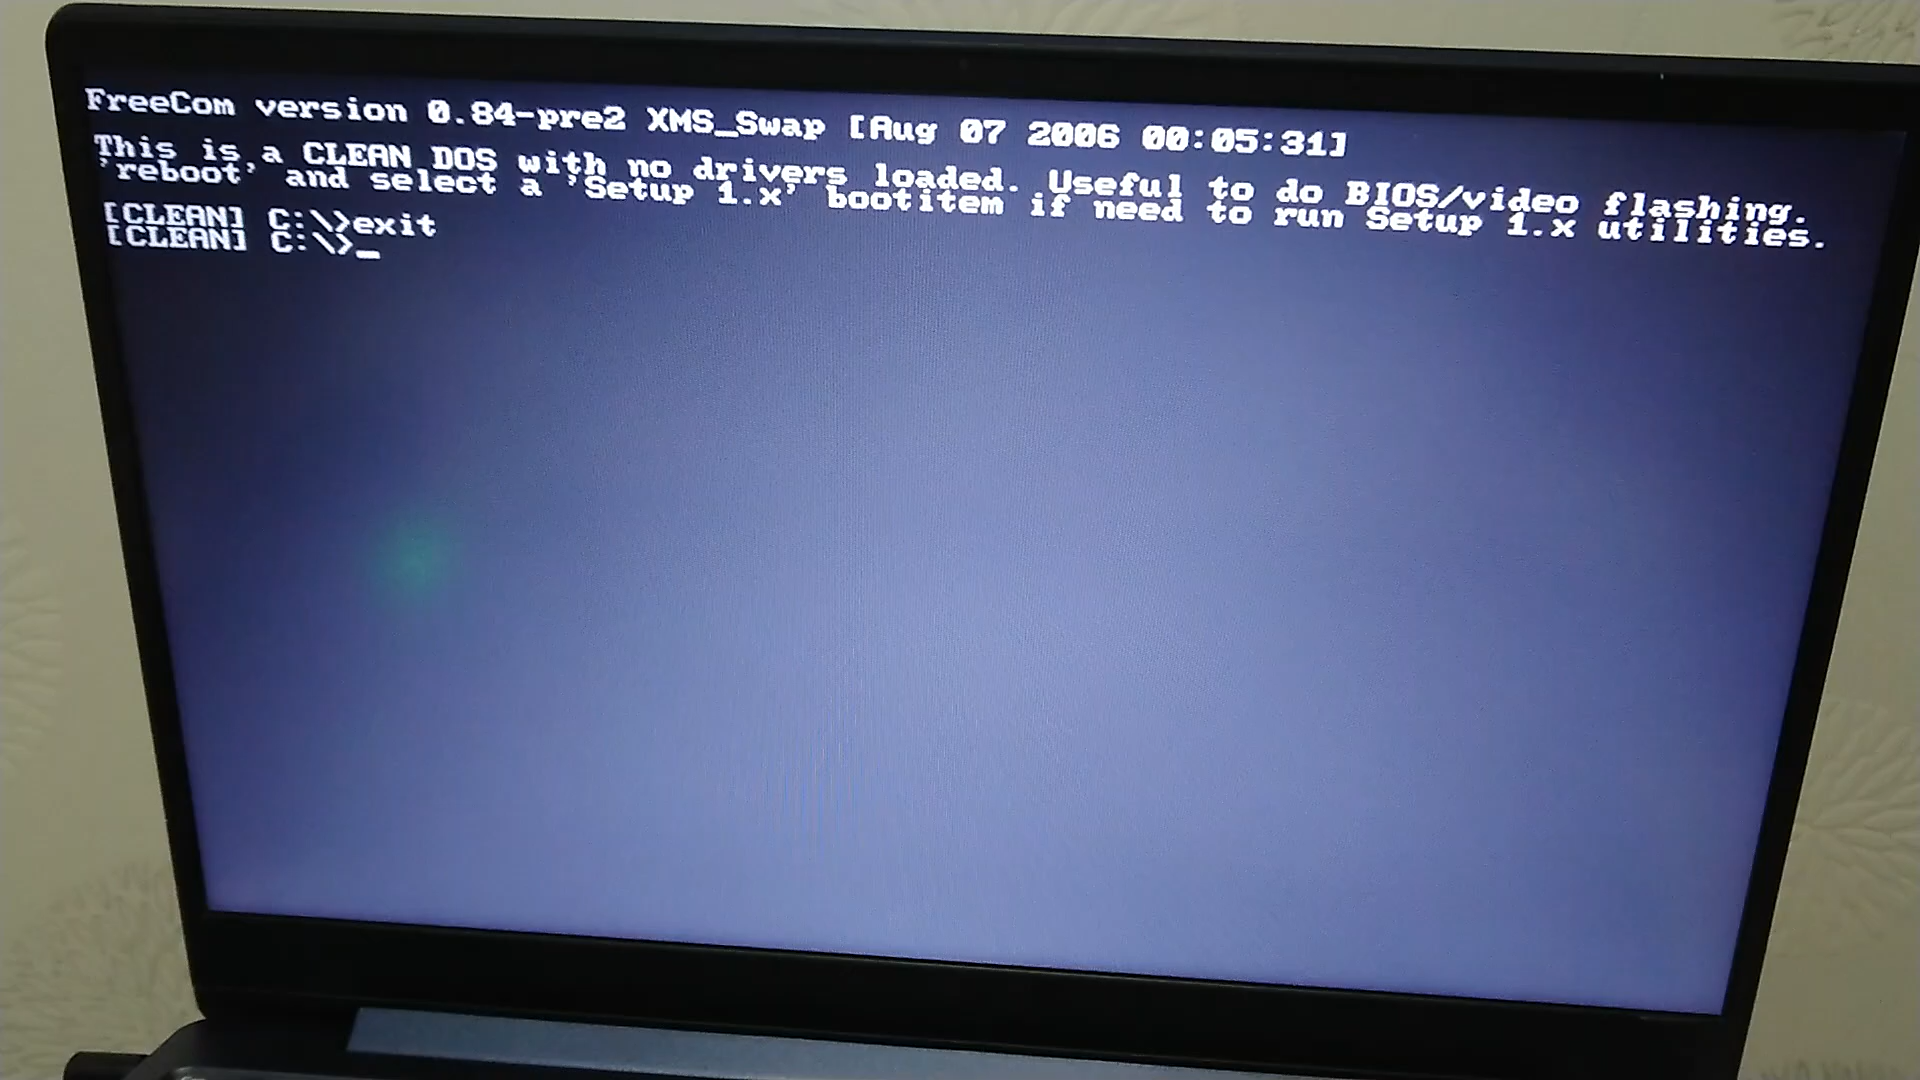 FreeCom version 0.84-pre2 XMS_Swap [Aug 07 2006 00:05:31]
This is a CLEAN DOS with no drivers loaded. Useful to do BIOS/video flashing.
'reboot' and select a 'Setup 1.x' bootitem if need to run Setup 1.x utilities.
[CLEAN] C:\>exit
[CLEAN] C:\>_